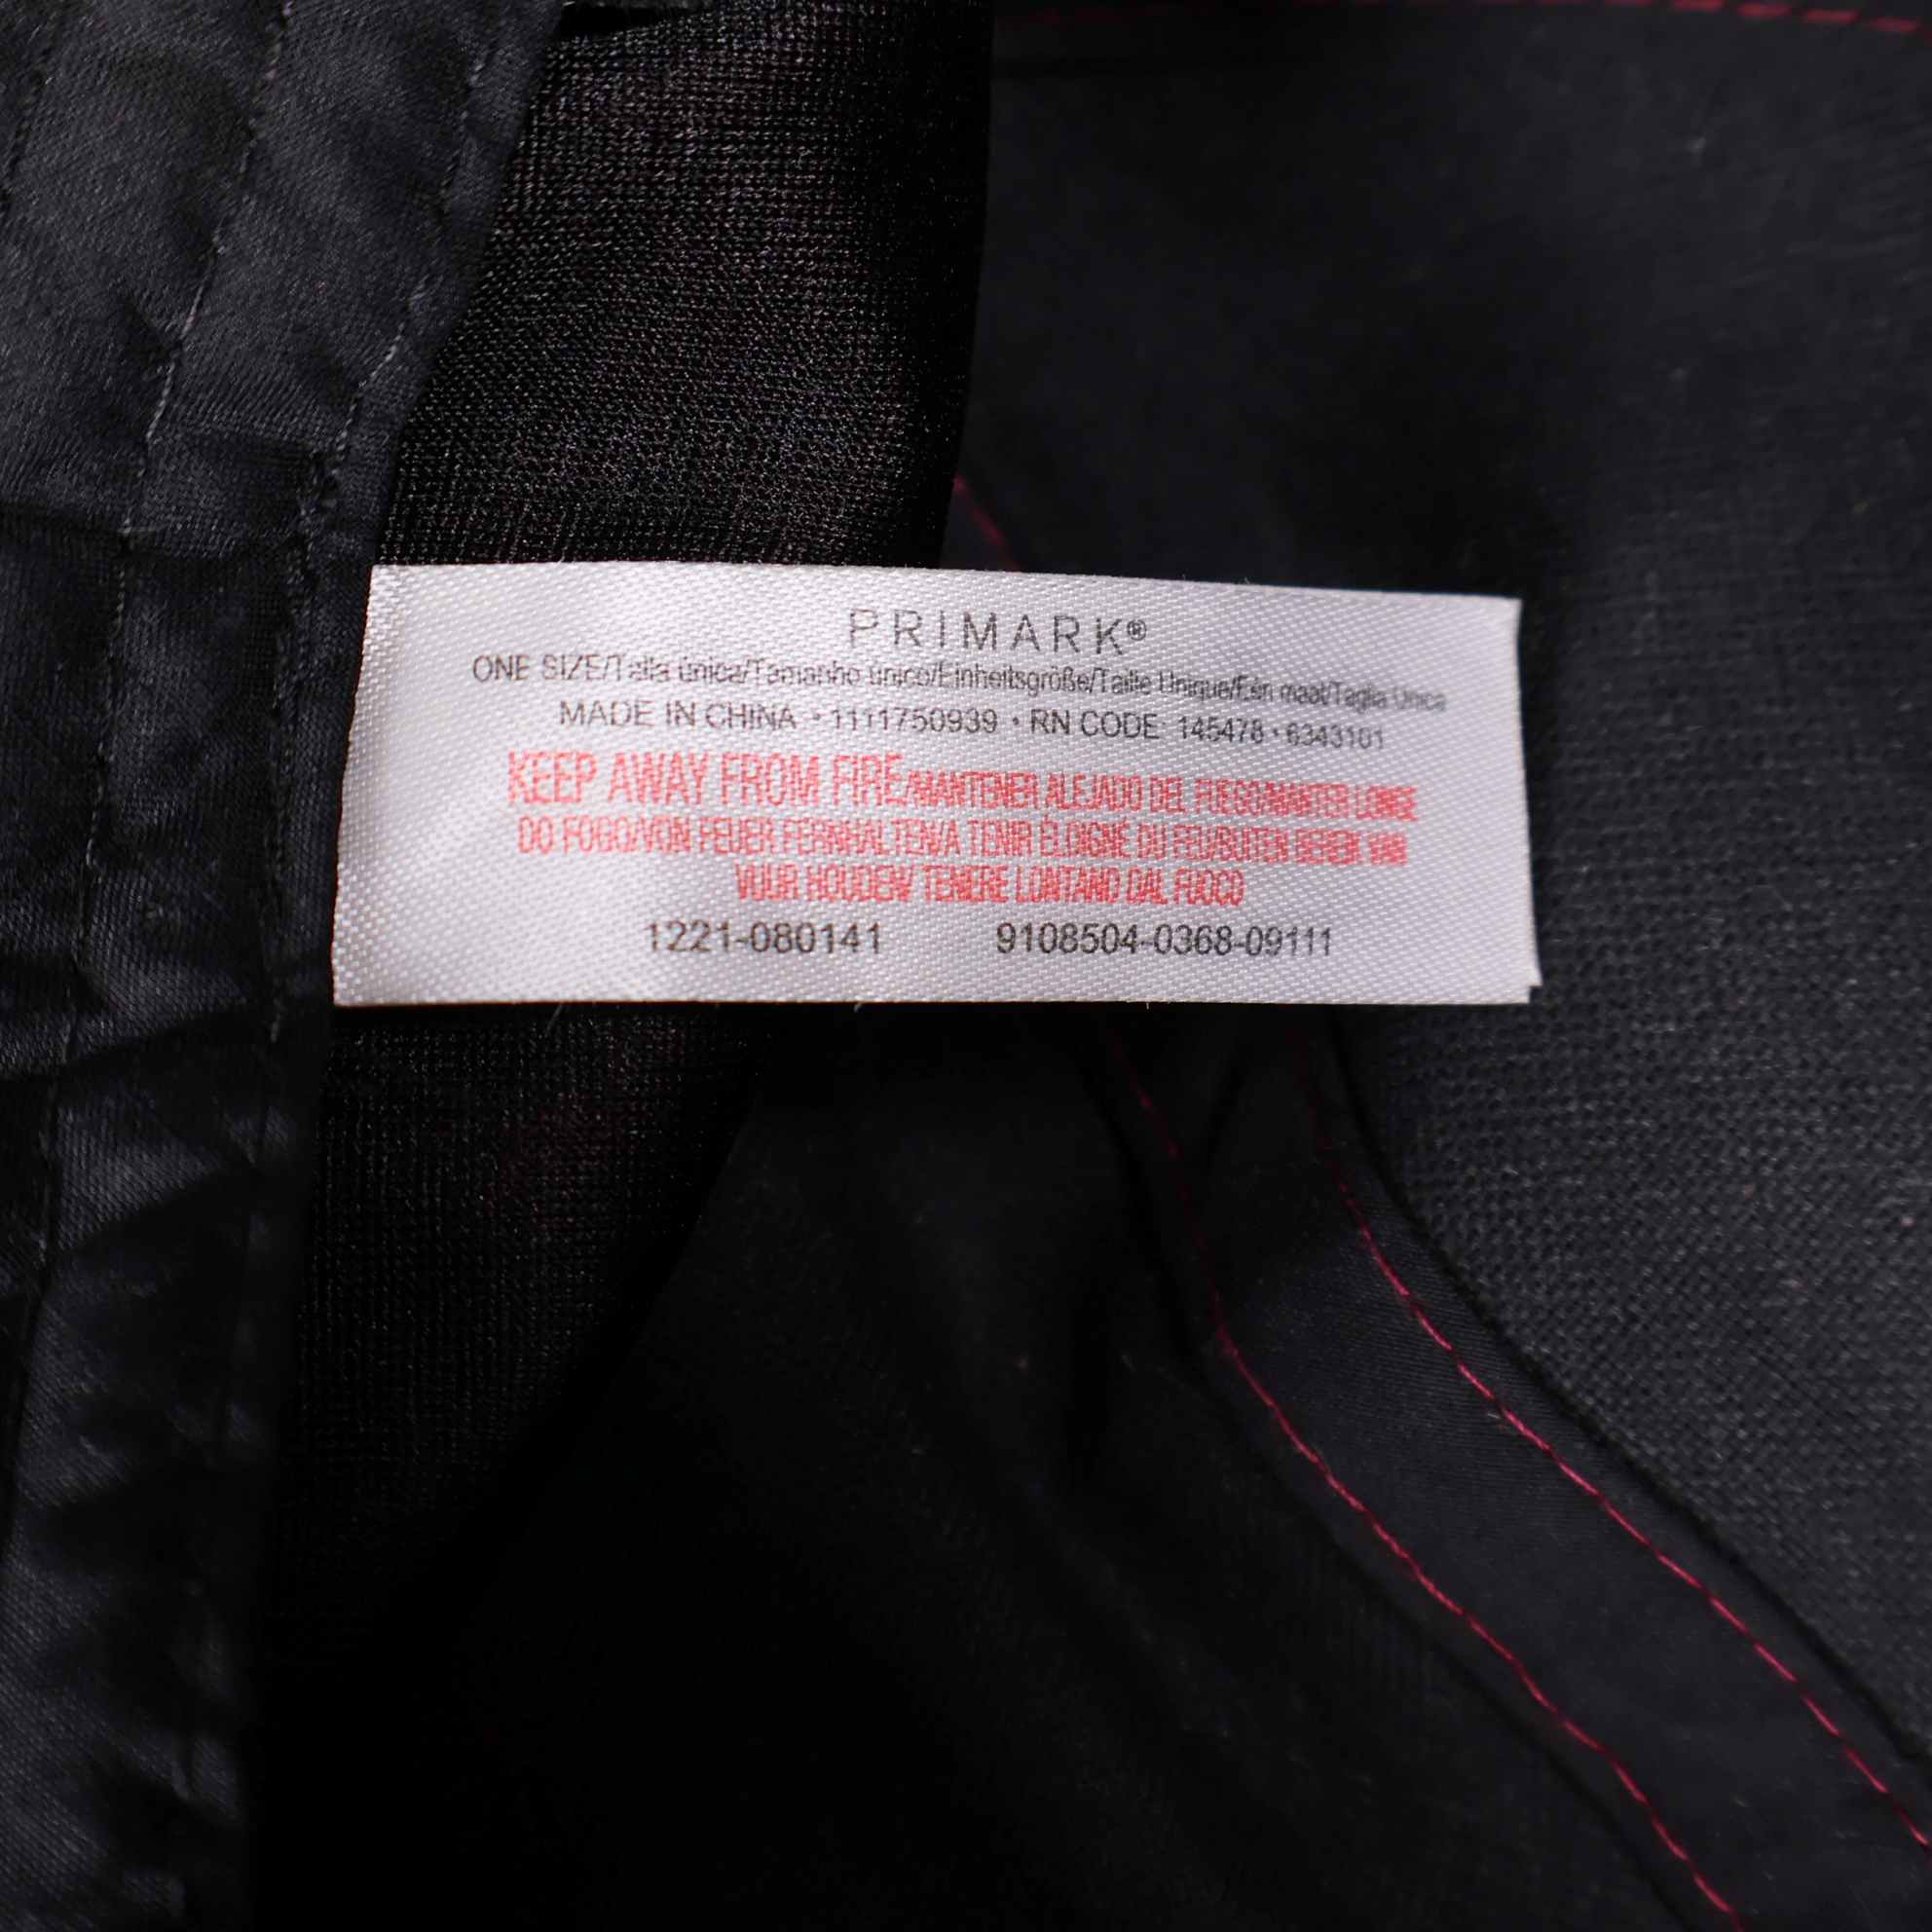 PRIMARK®
ONE SIZE/Talla única/Tamanho único/Einheitsgröße/Taille Unique/Eén maat/Taglia Unica
MADE IN CHINA • 1111750939 • RN CODE: 145478 • 6343101
KEEP AWAY FROM FIRE/MANTENER ALEJADO DEL FUEGO/MANTER LONGE
DO FOGO/VON FEUER FERNHALTEN/A TENIR ÉLOIGNÉ DU FEU/BUITEN BEREIK VAN
VUUR HOUDEN/ TENERE LONTANO DAL FUOCO
1221-080141 9108504-0368-09111